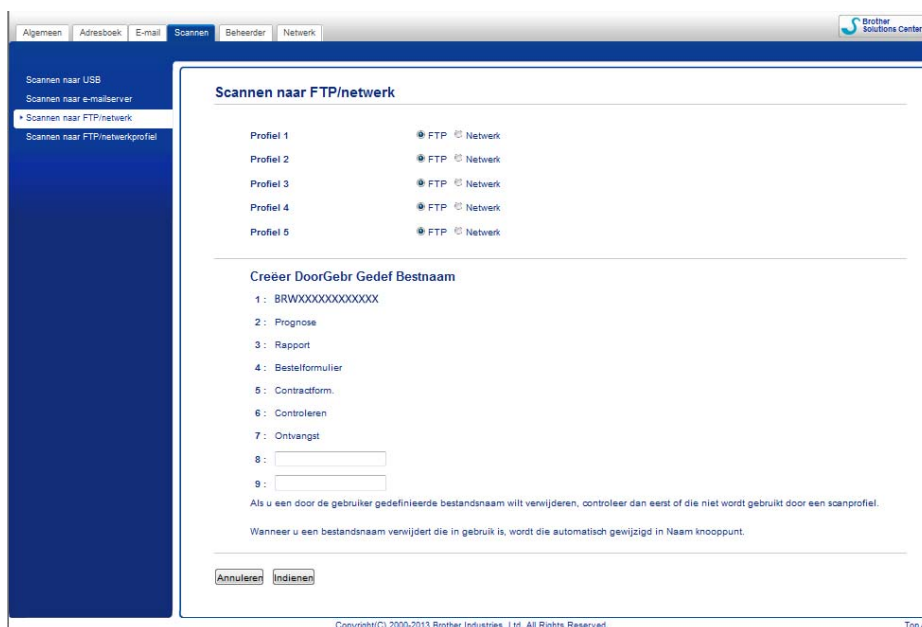 Algemeen Adresboek E-mail Scannen Beheerder Netwerk
Brother
Solutions Center
Scannen naar USB
Scannen naar e-mailserver
Scannen naar FTP/netwerk
Scannen naar FTP/netwerkprofiel
Scannen naar FTP/netwerk
Profiel 1 FTP Netwerk
Profiel 2 FTP Netwerk
Profiel 3 FTP Netwerk
Profiel 4 FTP Netwerk
Profiel 5 FTP Netwerk
Creëer DoorGebr Gedef Bestnaam
1 : BRWXXXXXXXXXXXX
2 : Prognose
3 : Rapport
4 : Bestelformulier
5 : Contractform.
6 : Controleren
7 : Ontvangst
8 :
9 :
Als u een door de gebruiker gedefinieerde bestandsnaam wilt verwijderen, controleer dan eerst of die niet wordt gebruikt door een scanprofiel.
Wanneer u een bestandsnaam verwijdert die in gebruik is, wordt die automatisch gewijzigd in Naam knooppunt.
Annuleren Indienen
Copyright(C) 2000-2013 Brother Industries, Ltd. All Rights Reserved. Top